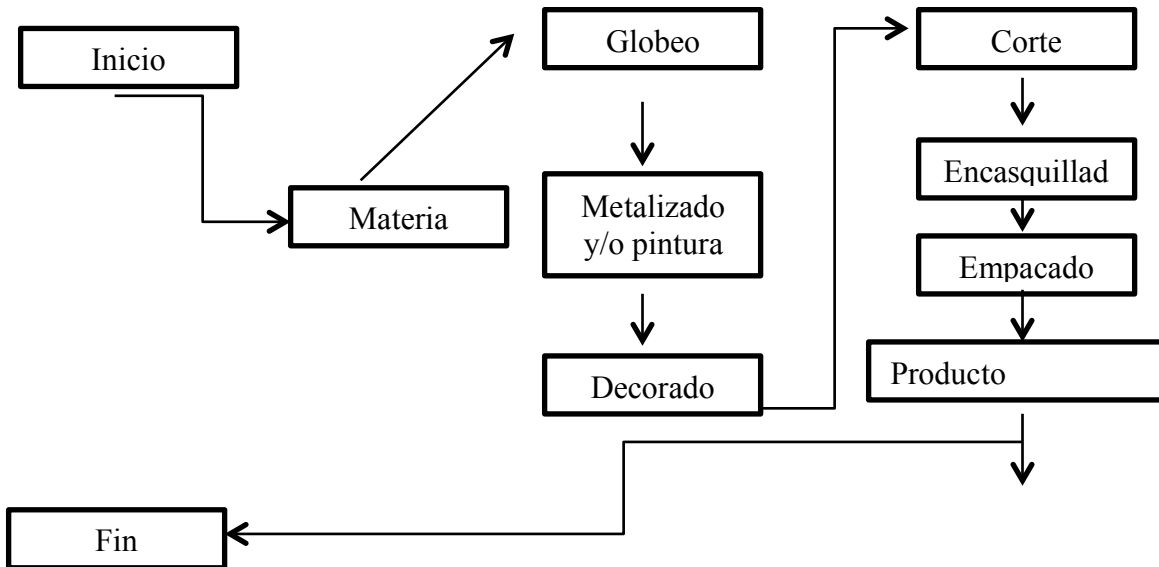 Inicio
Materia
Globeo
Metalizado
y/o pintura
Decorado
Corte
Encasquillad
Empacado
Producto
Fin